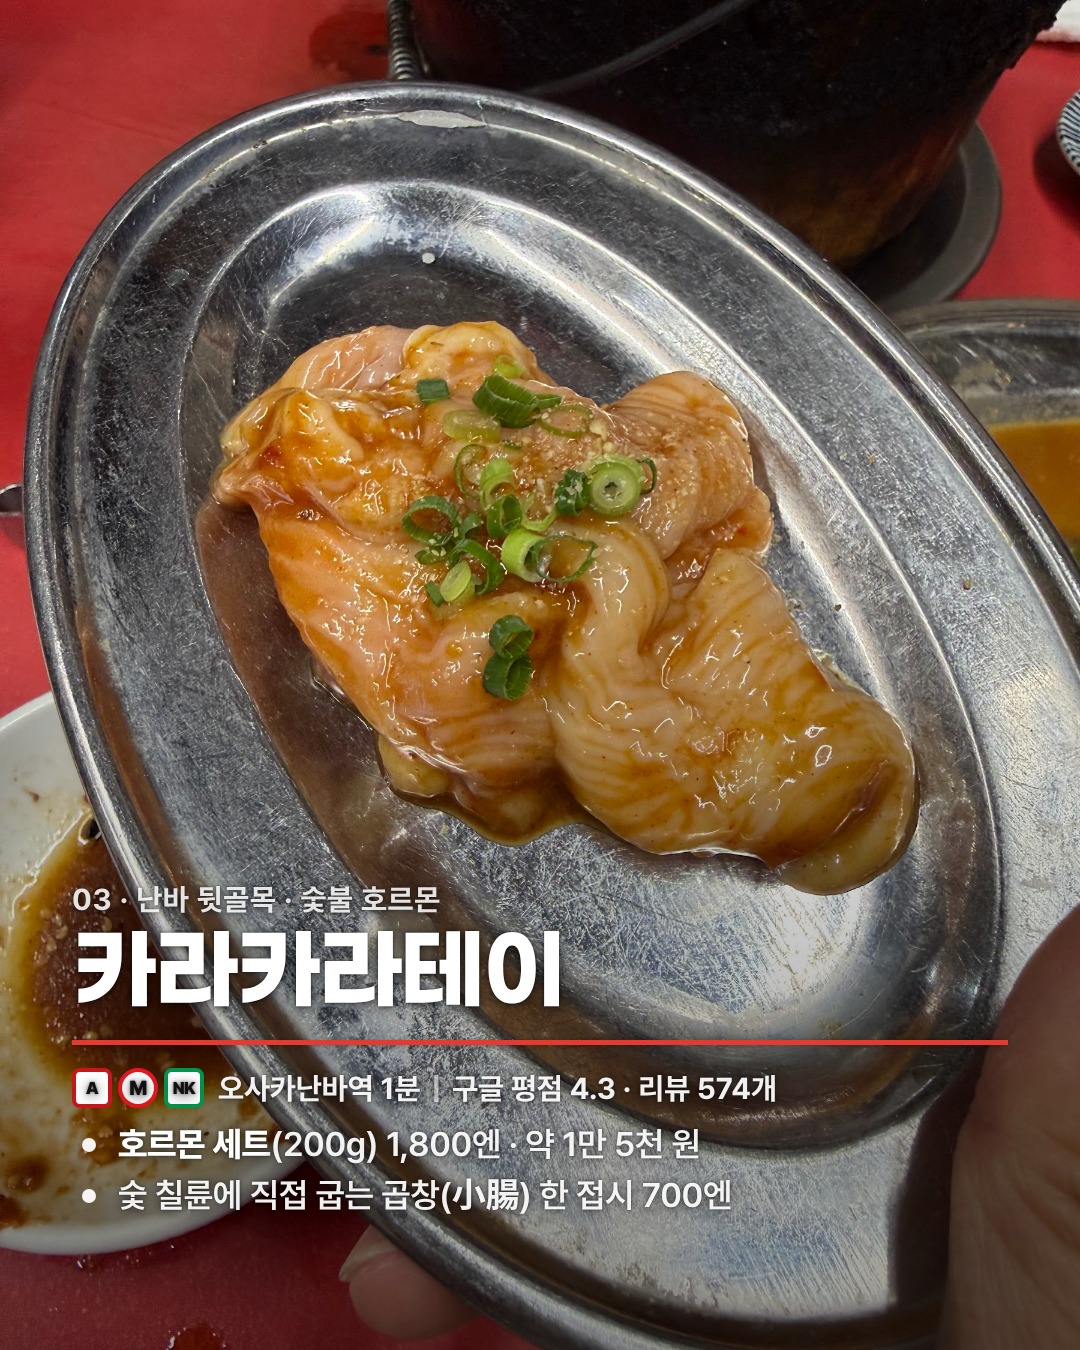 03 · 난바 뒷골목 · 숯불 호르몬
카라카라테이
A M NK 오사카난바역 1분 | 구글 평점 4.3 · 리뷰 574개
• 호르몬 세트(200g) 1,800엔 · 약 1만 5천 원
• 숯 칠륜에 직접 굽는 곱창(小腸) 한 접시 700엔